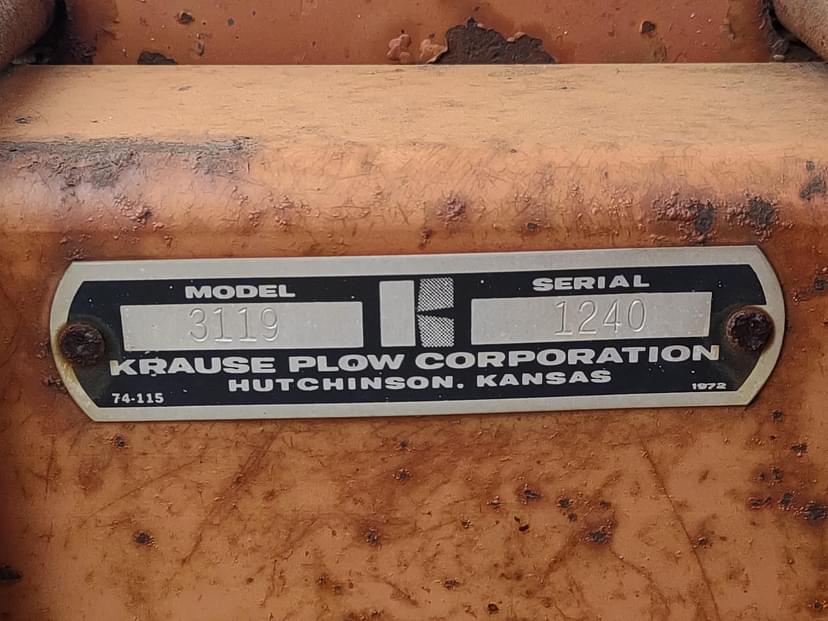 MODEL SERIAL
3119 1240
KRAUSE PLOW CORPORATION
HUTCHINSON, KANSAS
74-115 1972